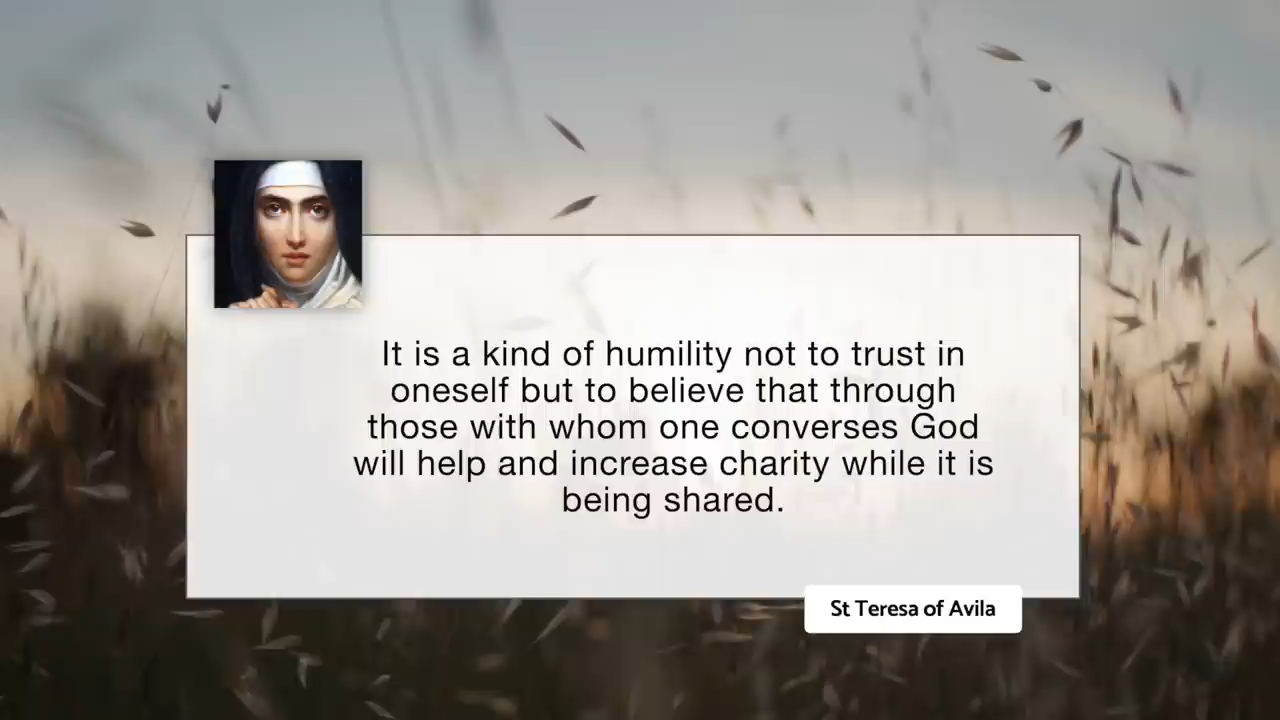 It is a kind of humility not to trust in
oneself but to believe that through
those with whom one converses God
will help and increase charity while it is
being shared.
St Teresa of Avila